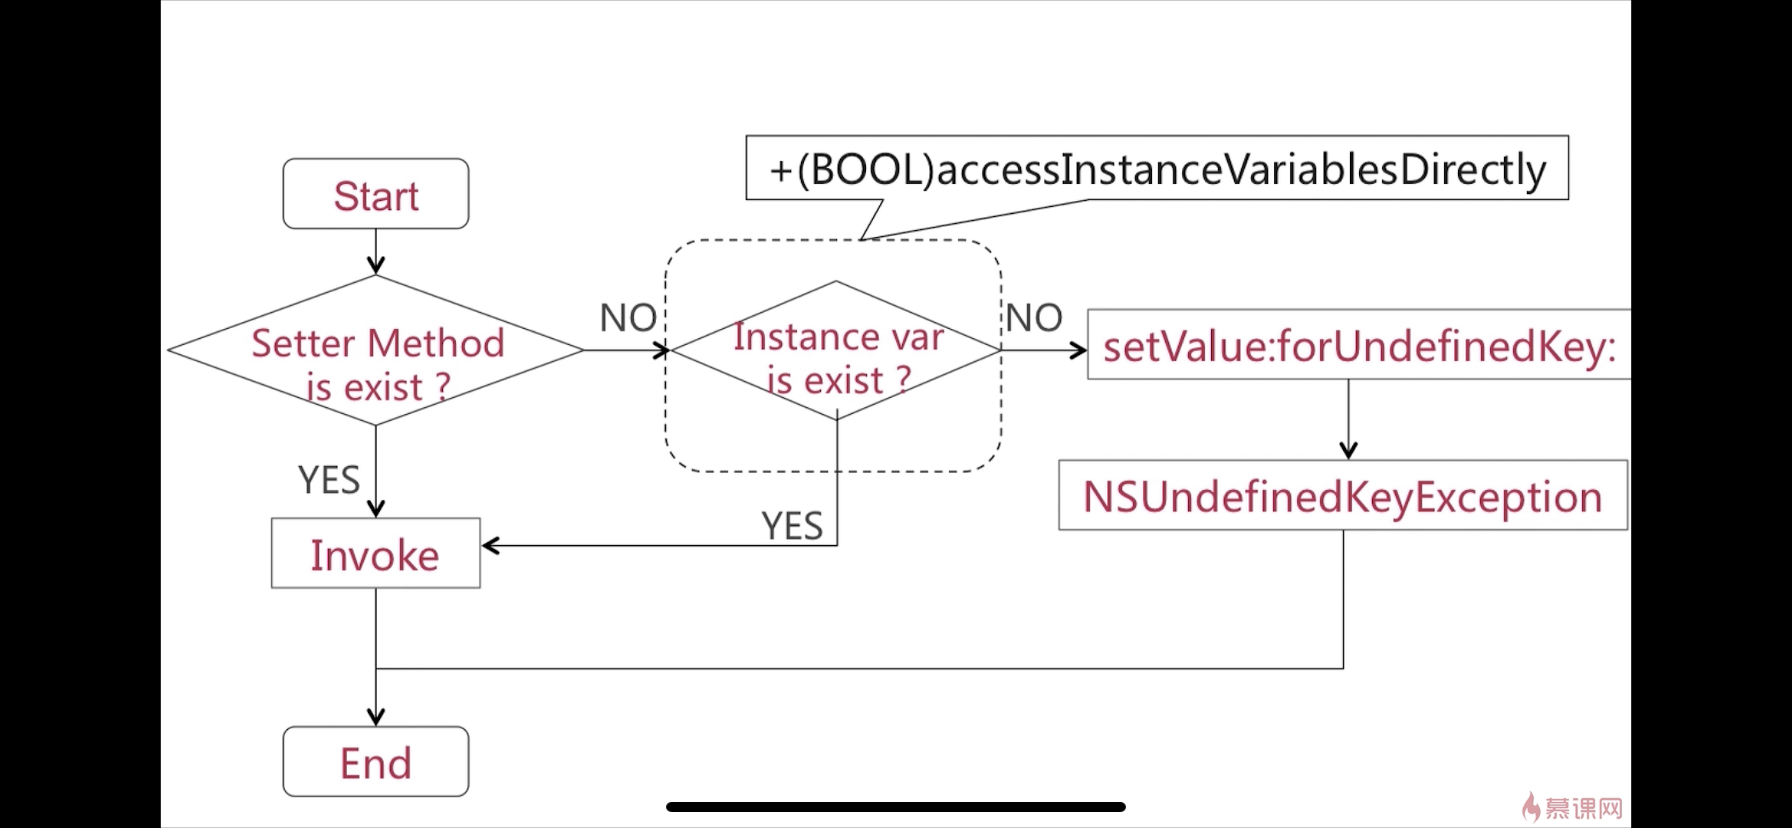 +(BOOL)accessInstanceVariablesDirectly
Start
Setter Method
is exist ?
NO
Instance var
is exist ?
NO
setValue:forUndefinedKey:
YES
YES
Invoke
NSUndefinedKeyException
End
慕课网